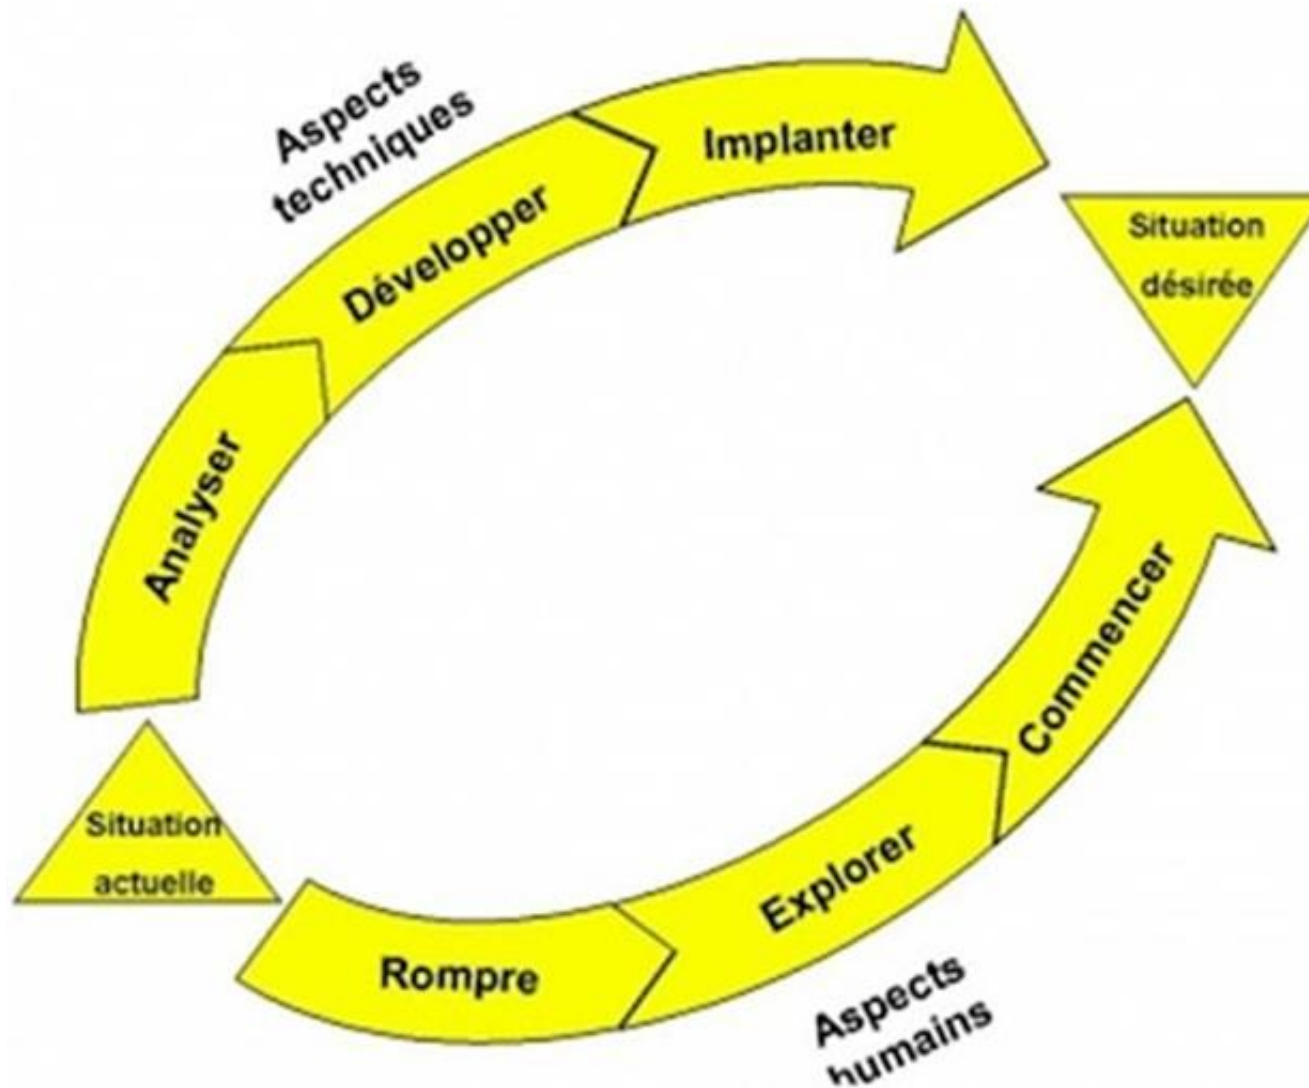 Aspects
techniques
Implanter
Développer
Analyser
Situation
désirée
Situation
actuelle
Commencer
Explorer
Rompre
Aspects
humains